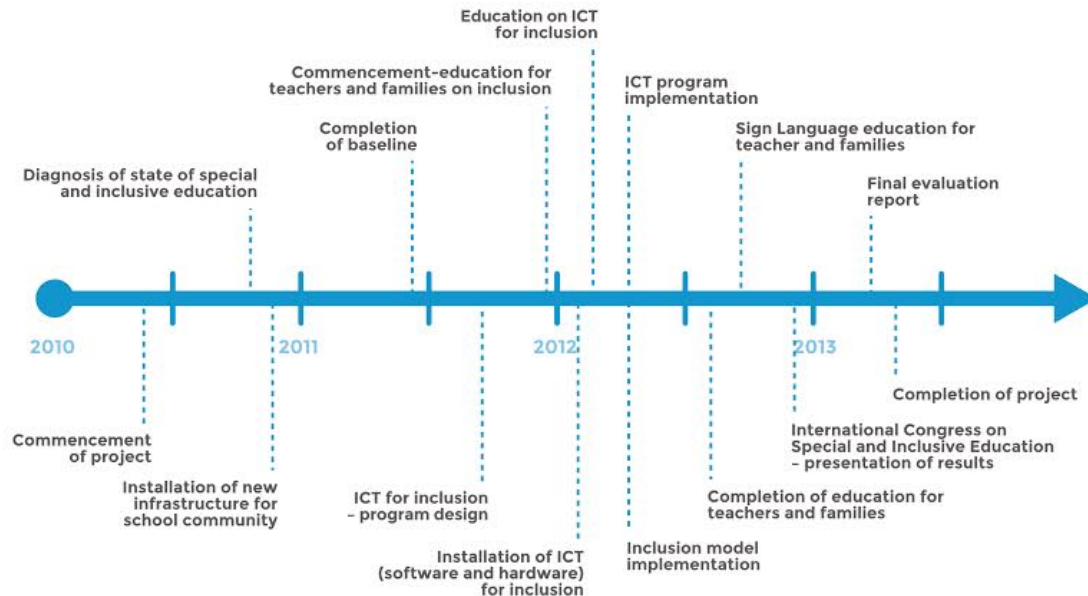 Education on ICT
for inclusion
Commencement-education for
teachers and families on inclusion
ICT program
implementation
Completion
of baseline
Sign Language education for
teacher and families
Diagnosis of state of special
and inclusive education
Final evaluation
report
2010
2011
2012
2013
Commencement
of project
Installation of new
infrastructure for
school community
ICT for inclusion
– program design
Installation of ICT
(software and hardware)
for inclusion
Inclusion model
implementation
Completion of education for
teachers and families
International Congress on
Special and Inclusive Education
– presentation of results
Completion of project